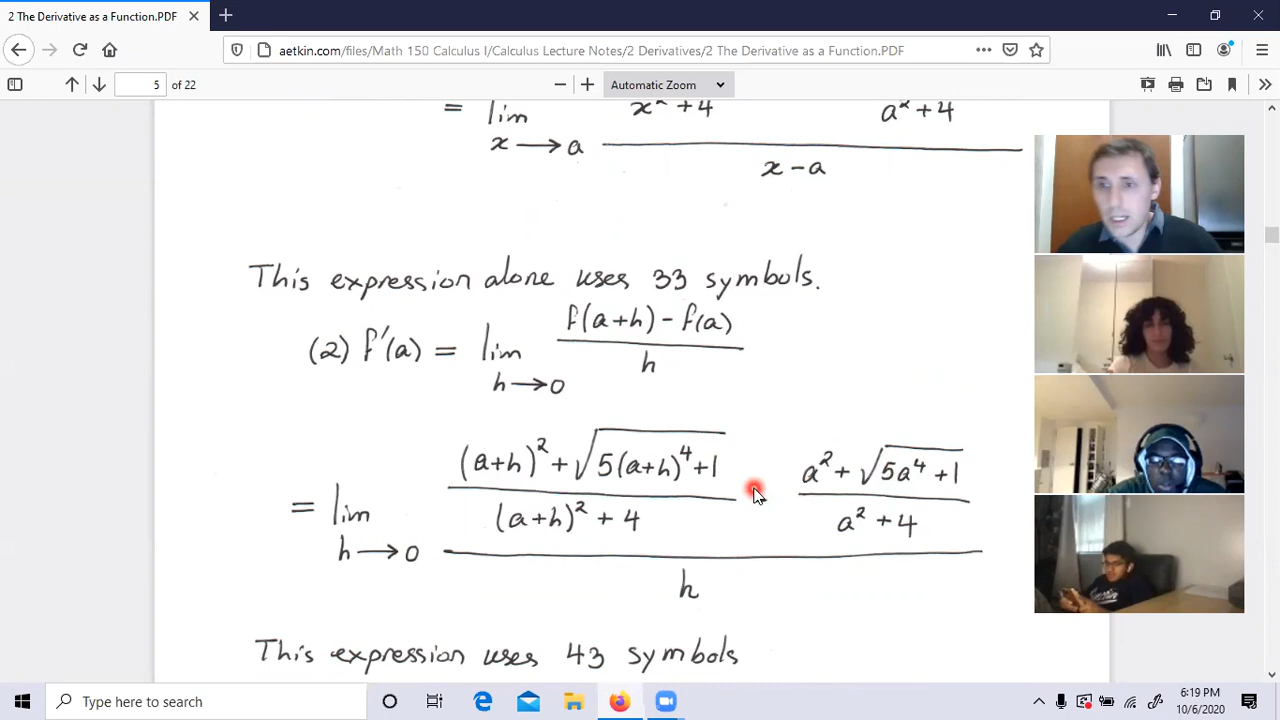 2 The Derivative as a Function.PDF
aetkin.com/files/Math 150 Calculus I/Calculus Lecture Notes/2 Derivatives/2 The Derivative as a Function.PDF
5 of 22
Automatic Zoom
= lim x² + 4 a² + 4
x → a
x - a
This expression alone uses 33 symbols.
(2) f'(a) = lim f(a+h) - f(a)
h
h → 0
(a+h)² + √5(a+h)⁴+1 a² + √5a⁴+1
= lim (a+h)² + 4 a² + 4
h → 0
h
This expression uses 43 symbols
Type here to search
6:19 PM
10/6/2020